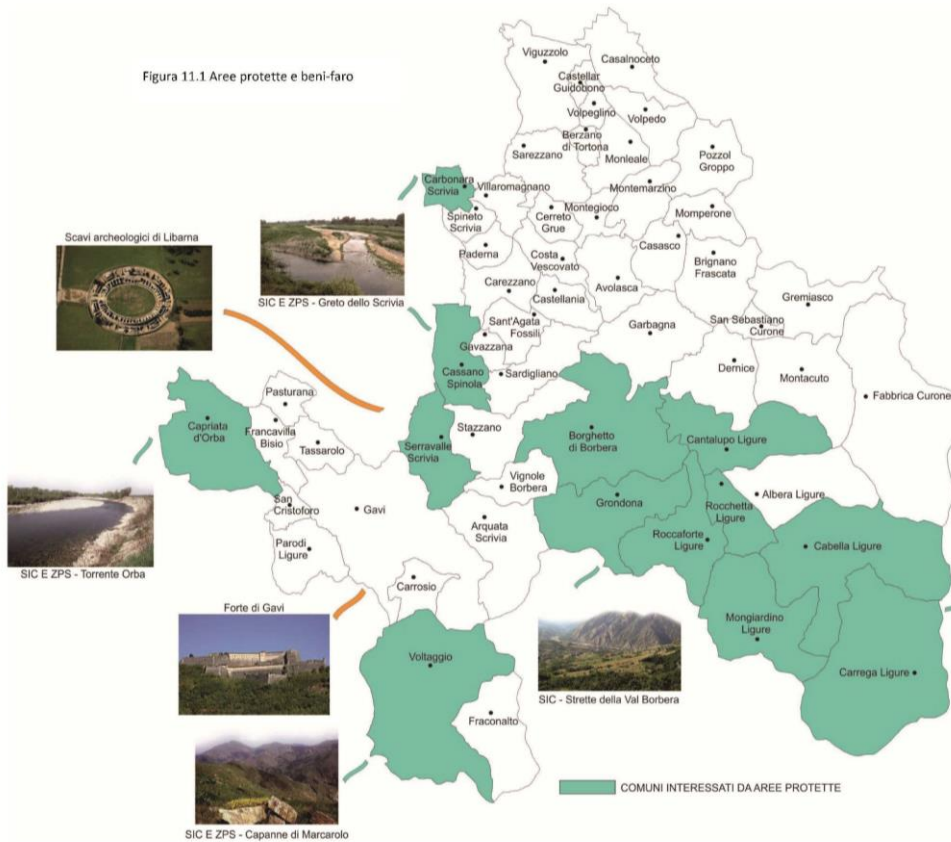 Figura 11.1 Aree protette e beni-faro
Viguzzolo
Casalnoceto
Castellar
Guidobono
Volpeglino
Volpedo
Berzano
di Tortona
Sarezzano
Monleale
Pozzol
Groppo
Carbonara
Scrivia
Villaromagnano
Montemarzino
Spineto
Scrivia
Cerreto
Grue
Montegioco
Momperone
Scavi archeologici di Libarna
Paderna
Costa
Vescovato
Casasco
Brignano
Frascata
SIC E ZPS - Greto dello Scrivia
Carezzano
Castellania
Avolasca
Gremiasco
Sant'Agata
Fossili
Garbagna
San Sebastiano
Curone
Gavazzana
Cassano
Spinola
Sardigliano
Dernice
Montacuto
Fabbrica Curone
Pasturana
Capriata
d'Orba
Francavilla
Bisio
Tassarolo
Serravalle
Scrivia
Stazzano
Borghetto
di Borbera
Cantalupo Ligure
Vignole
Borbera
Grondona
Rocchetta
Ligure
Albera Ligure
San
Cristoforo
Gavi
Arquata
Scrivia
Roccaforte
Ligure
Cabella Ligure
Parodi
Ligure
SIC E ZPS - Torrente Orba
Carrosio
Forte di Gavi
Mongiardino
Ligure
Voltaggio
Carrega Ligure
SIC - Strette della Val Borbera
Fraconalto
COMUNI INTERESSATI DA AREE PROTETTE
SIC E ZPS - Capanne di Marcarolo